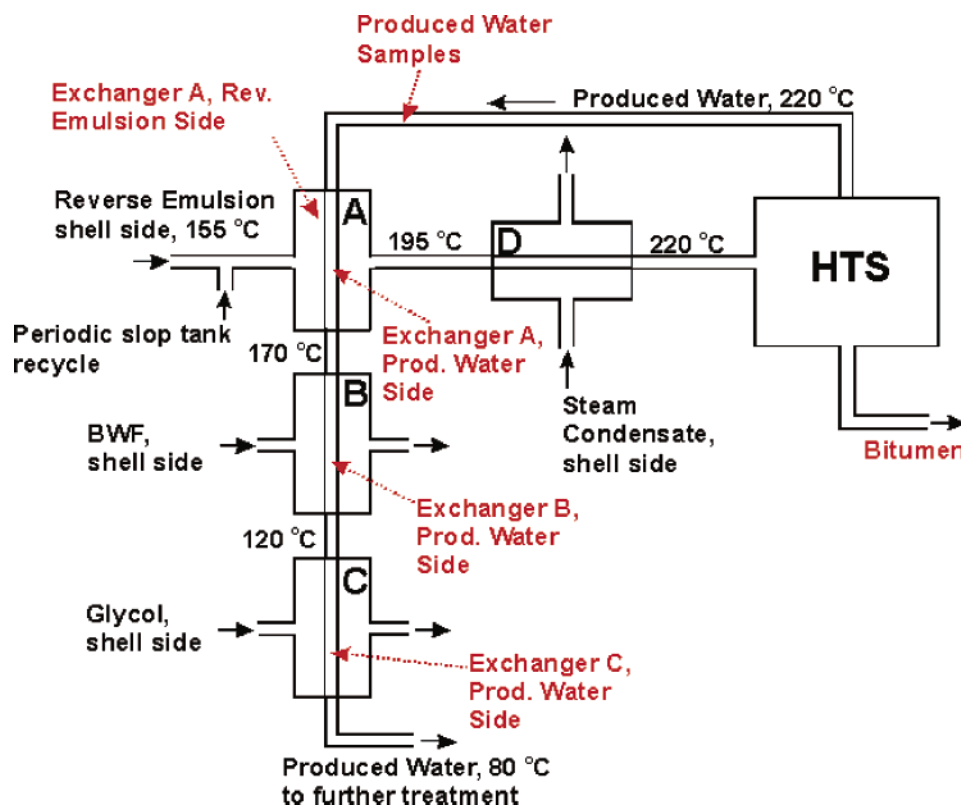 Produced Water
Samples
Exchanger A, Rev.
Emulsion Side
Produced Water, 220 °C
Reverse Emulsion
shell side, 155 °C
A
195 °C
D
220 °C
HTS
Periodic slop tank
recycle
170 °C
Exchanger A,
Prod. Water
Side
B
BWF,
shell side
Steam
Condensate,
shell side
Bitumen
Exchanger B,
Prod. Water
Side
120 °C
C
Glycol,
shell side
Exchanger C,
Prod. Water
Side
Produced Water, 80 °C
to further treatment